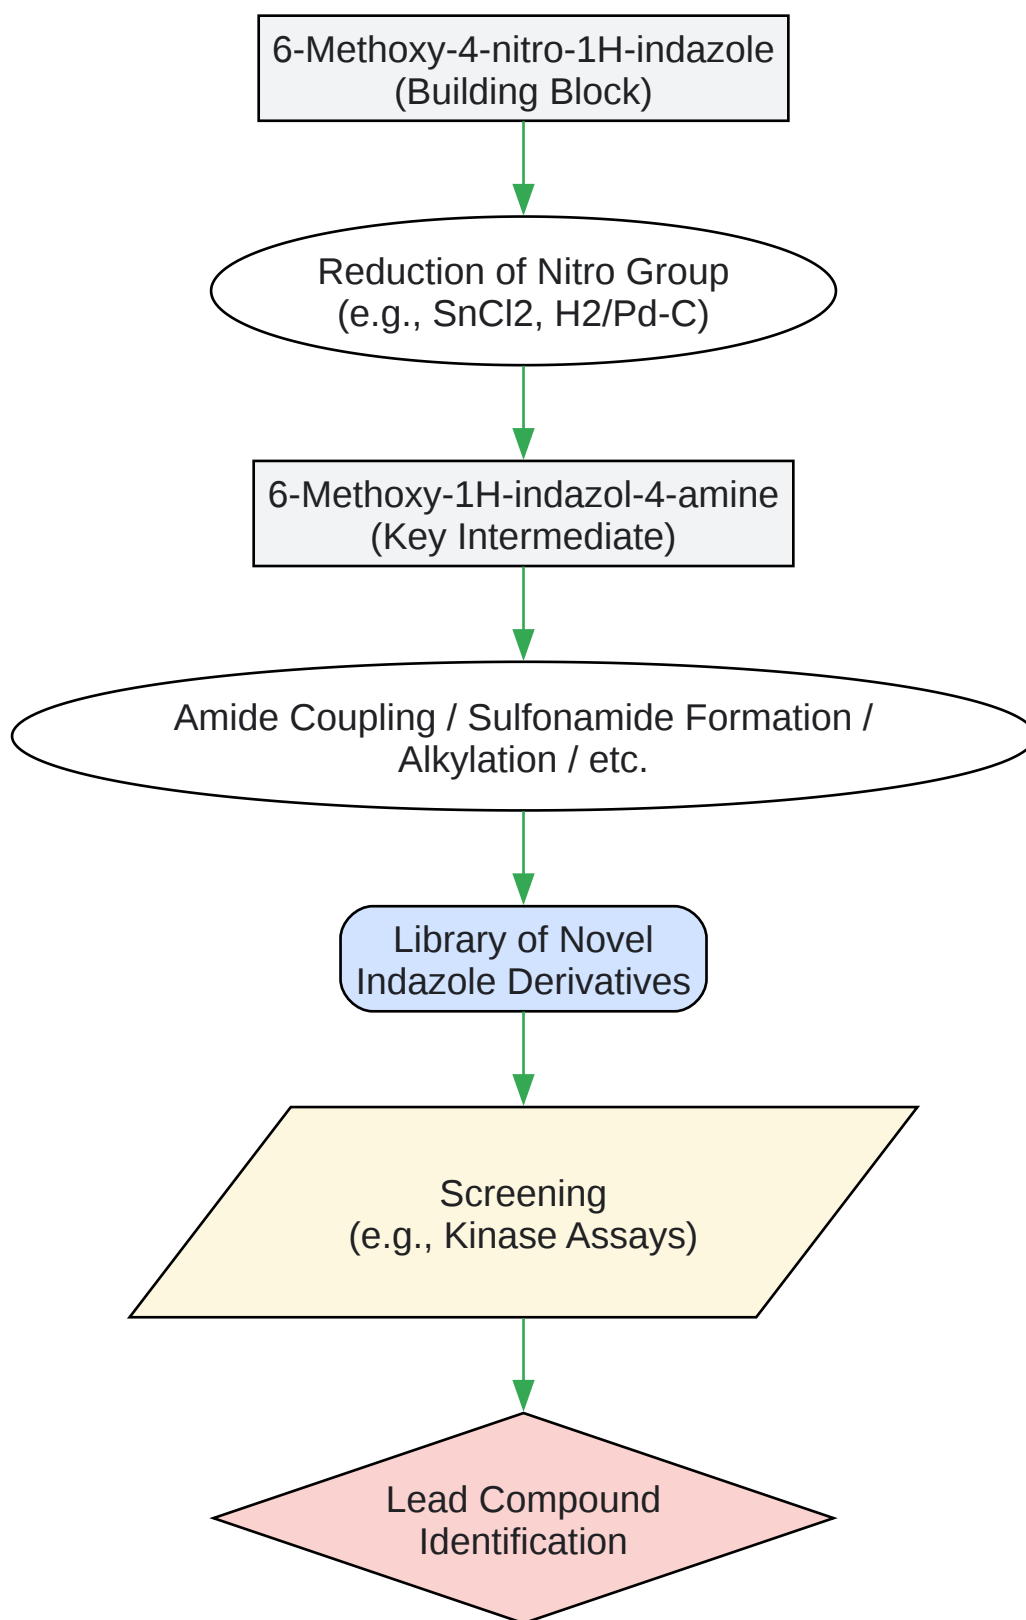 6-Methoxy-4-nitro-1H-indazole
(Building Block)
Reduction of Nitro Group
(e.g., SnCl2, H2/Pd-C)
6-Methoxy-1H-indazol-4-amine
(Key Intermediate)
Amide Coupling / Sulfonamide Formation /
Alkylation / etc.
Library of Novel
Indazole Derivatives
Screening
(e.g., Kinase Assays)
Lead Compound
Identification